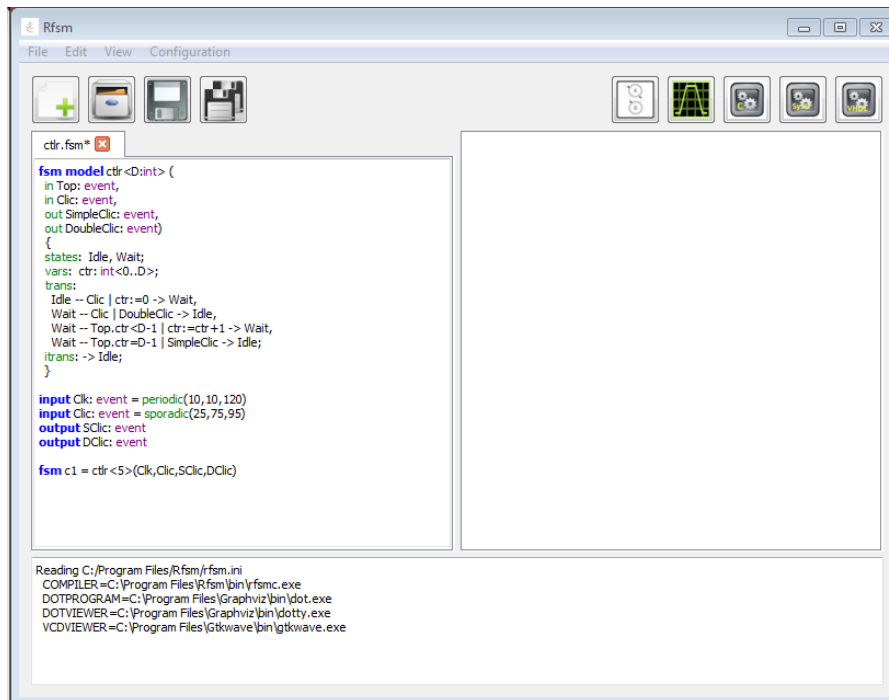 Rfsm
File Edit View Configuration
C
SystC
VHDL
ctlr.fsm*
fsm model ctlr<D:int> (
in Top: event,
in Clic: event,
out SimpleClic: event,
out DoubleClic: event)
{
states: Idle, Wait;
vars: ctr: int<0..D>;
trans:
Idle -- Clic | ctr:=0 -> Wait,
Wait -- Clic | DoubleClic -> Idle,
Wait -- Top.ctr<D-1 | ctr:=ctr+1 -> Wait,
Wait -- Top.ctr=D-1 | SimpleClic -> Idle;
itrans: -> Idle;
}
input Clk: event = periodic(10,10,120)
input Clic: event = sporadic(25,75,95)
output SClic: event
output DClic: event
fsm c1 = ctlr<5>(Clk,Clic,SClic,DClic)
Reading C:/Program Files/Rfsm/rfsm.ini
COMPILER=C:\Program Files\Rfsm\bin\rfsmc.exe
DOTPROGRAM=C:\Program Files\Graphviz\bin\dot.exe
DOTVIEWER=C:\Program Files\Graphviz\bin\dotty.exe
VCDVIEWER=C:\Program Files\Gtkwave\bin\gtkwave.exe